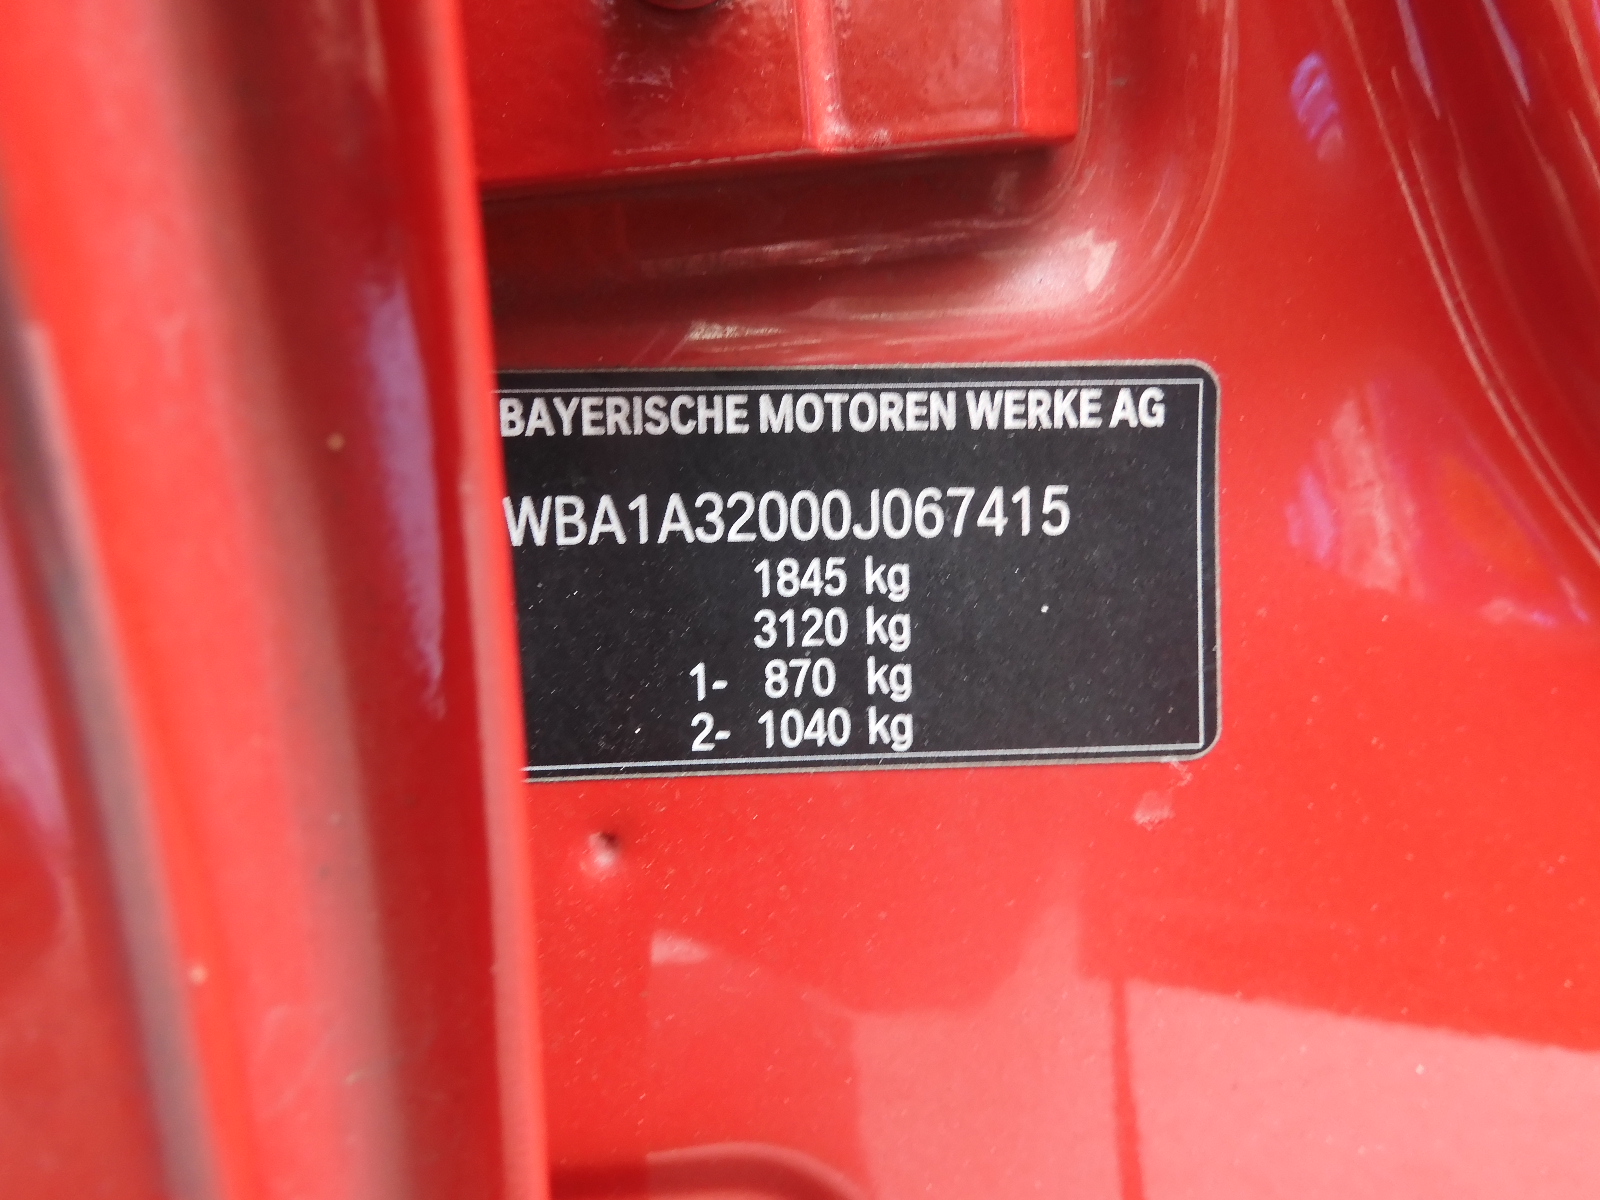 BAYERISCHE MOTOREN WERKE AG
WBA1A32000J067415
1845 kg
3120 kg
1- 870 kg
2- 1040 kg